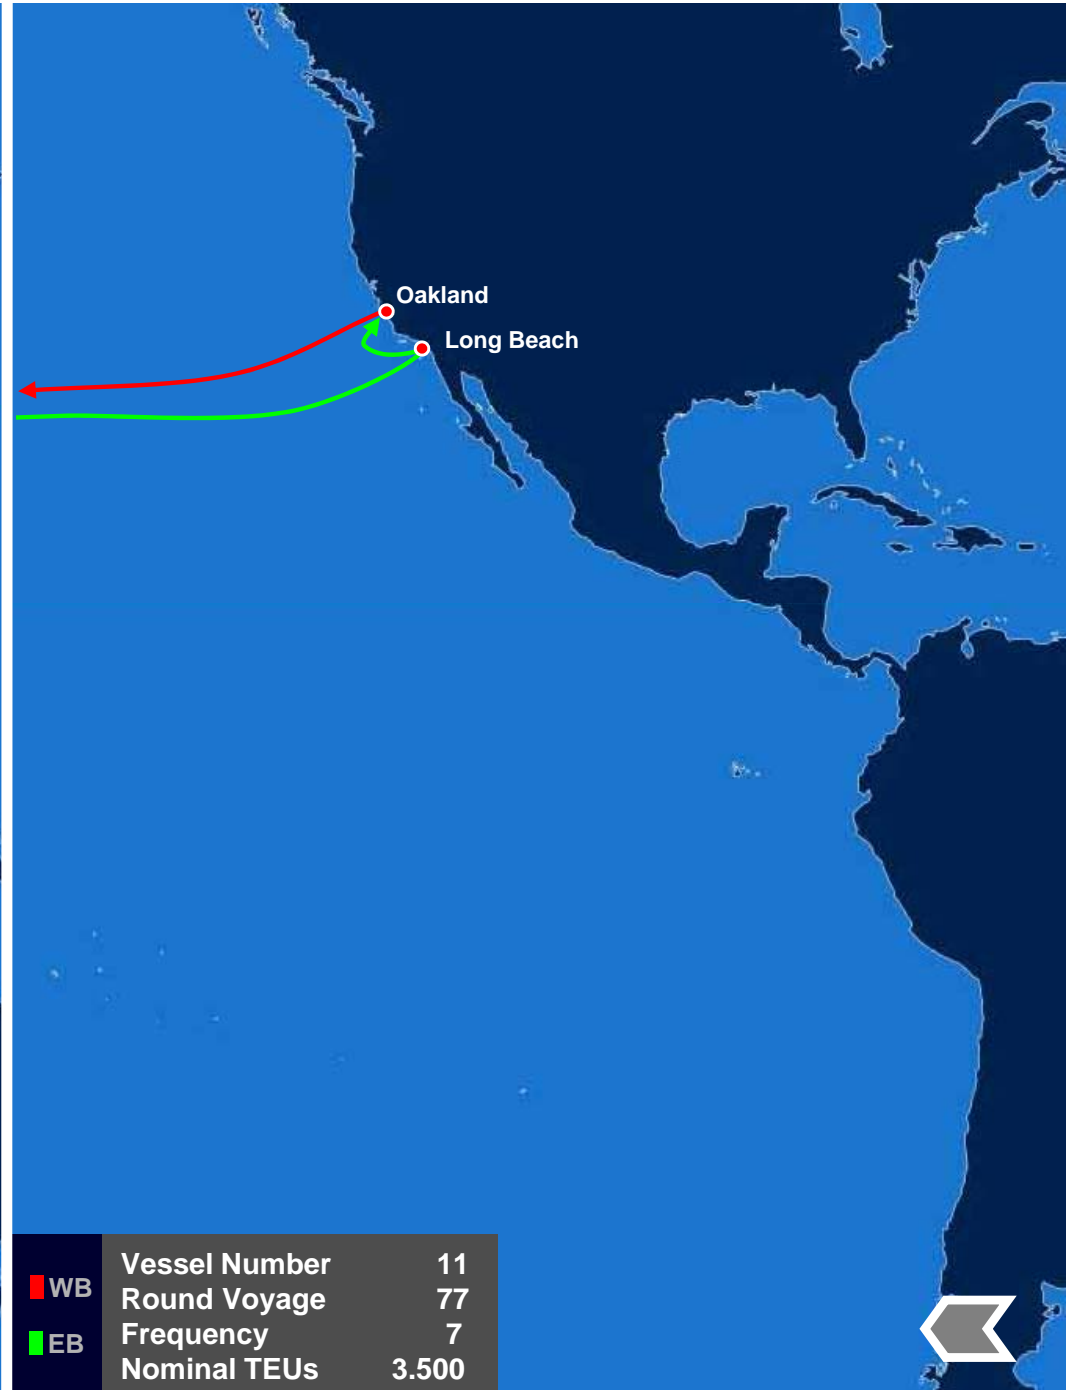 Oakland
Long Beach
WB
EB
Vessel Number 11
Round Voyage 77
Frequency 7
Nominal TEUs 3.500